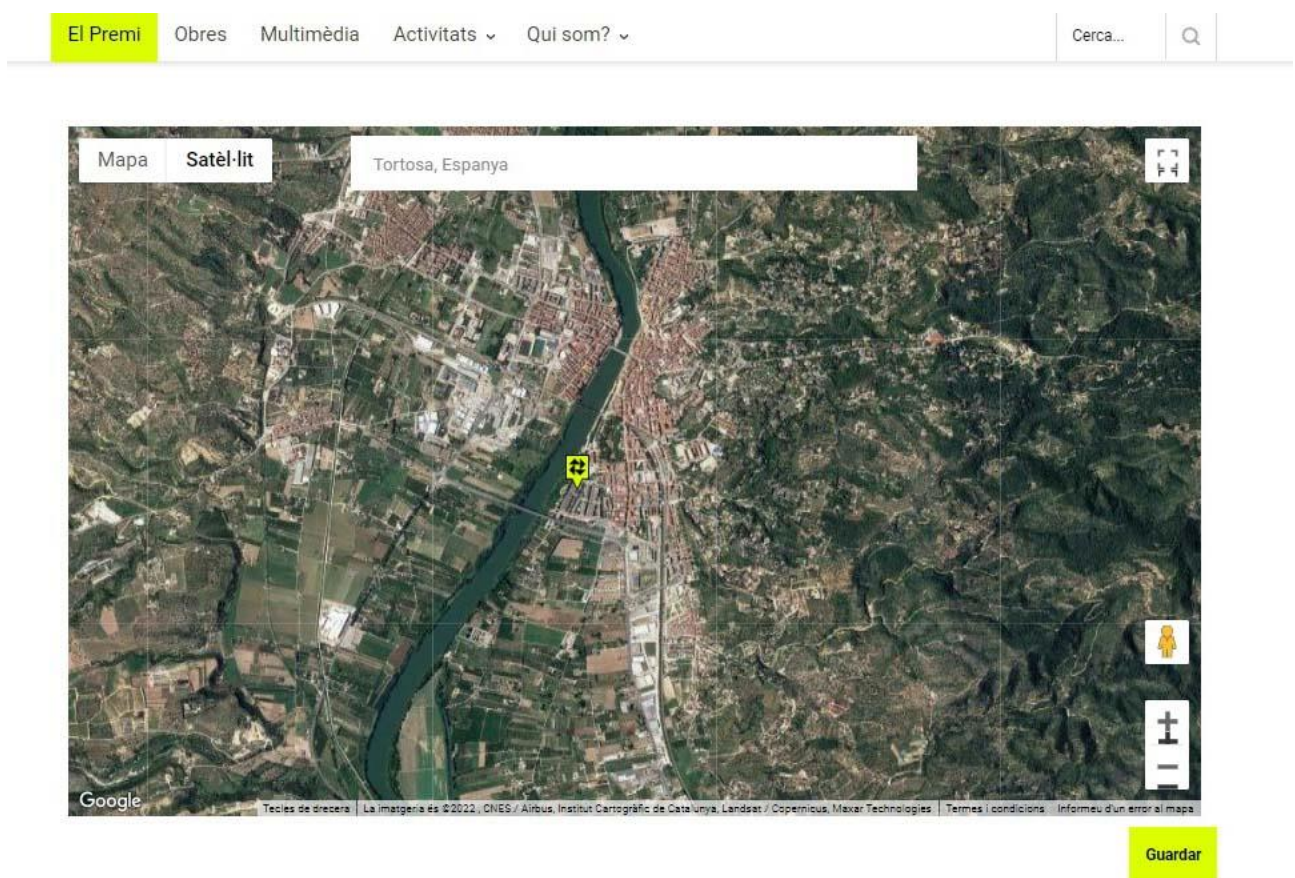 El Premi Obres Multimèdia Activitats Qui som? Cerca...
Mapa Satèl·lit Tortosa, Espanya
Google Tecles de drecera La imatgeria és ©2022 , CNES / Airbus, Institut Cartogràfic de Catalunya, Landsat / Copernicus, Maxar Technologies Termes i condicions Informeu d'un error al mapa
Guardar